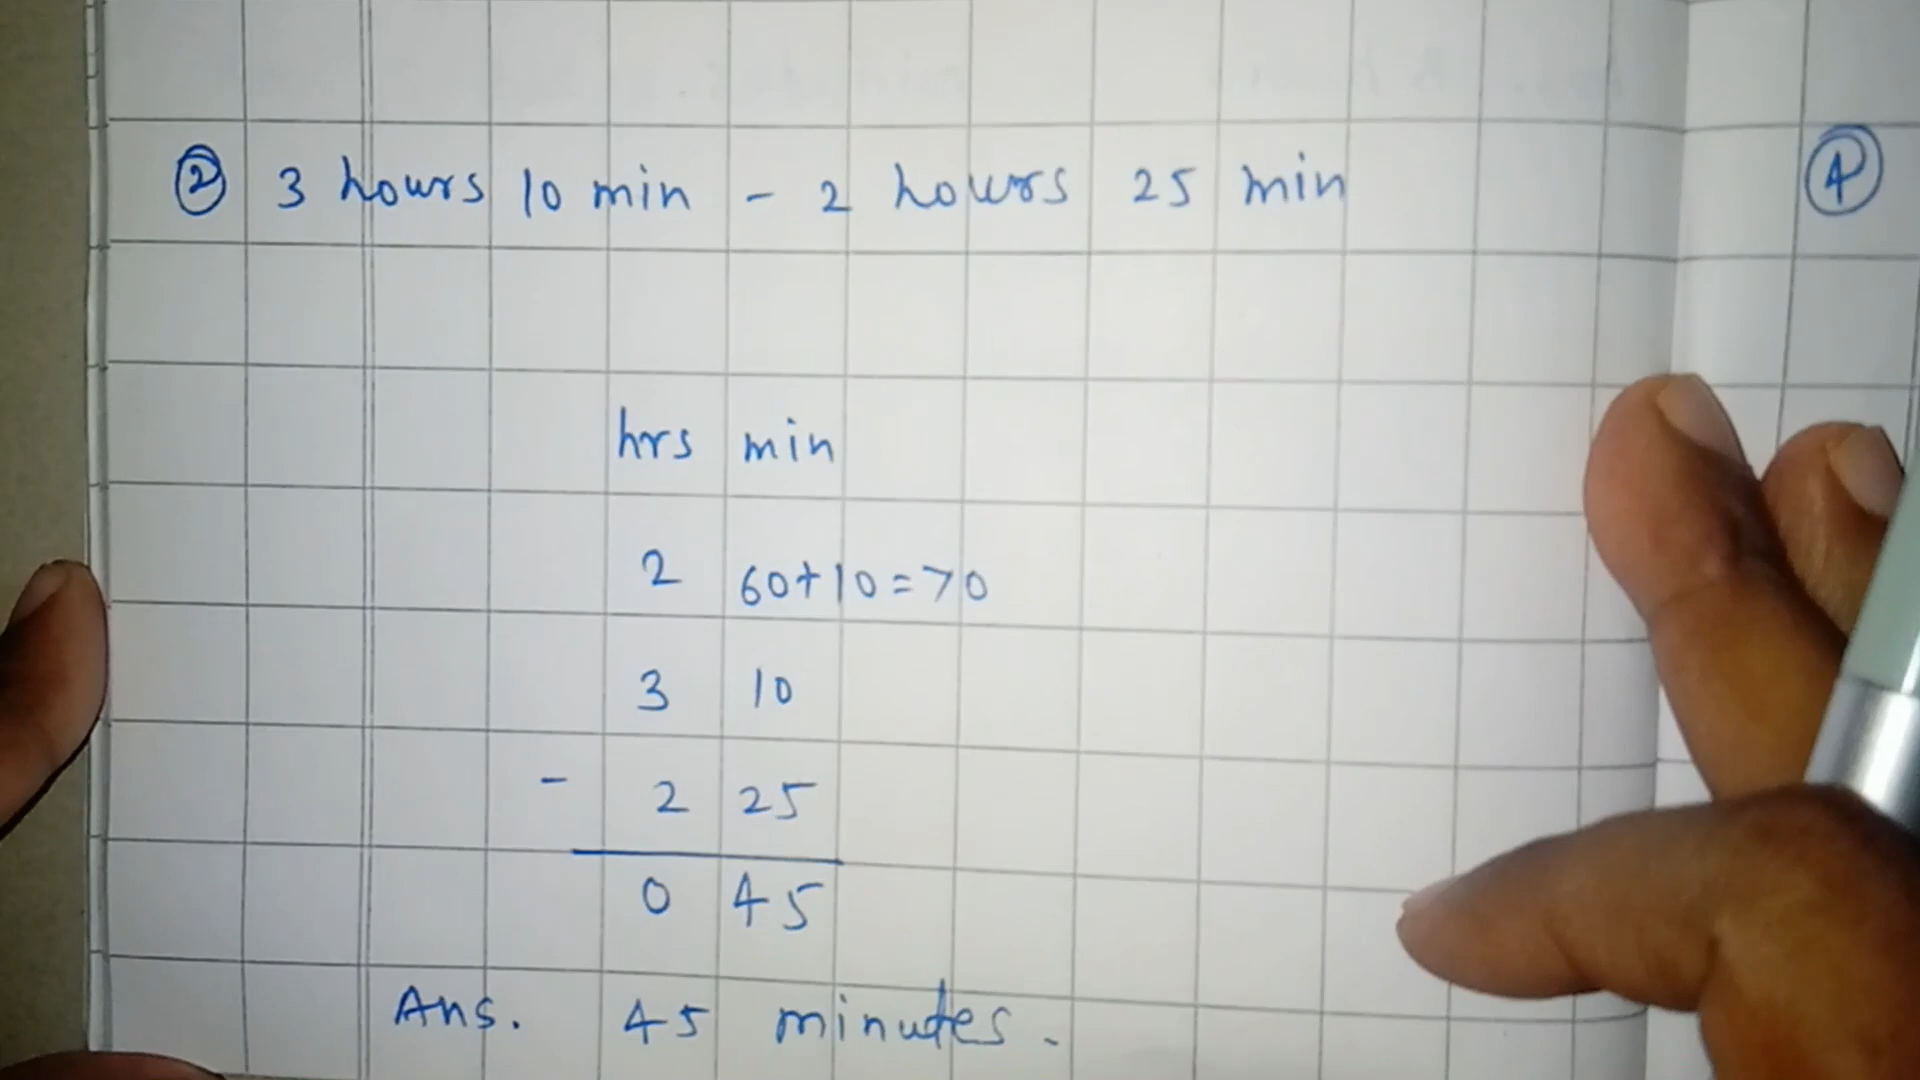 ② 3 hours 10 min - 2 hours 25 min
④
hrs min
2 60+10=70
3 10
- 2 25
0 45
Ans. 45 minutes.